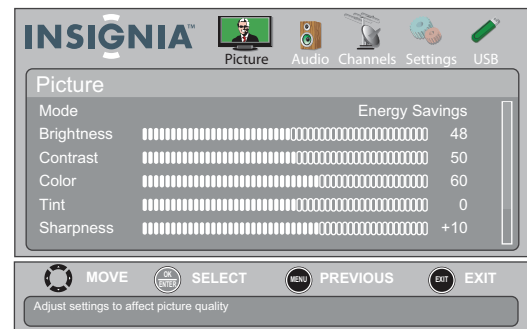 INSIGNIA™
Picture Audio Channels Settings USB
Picture
Mode Energy Savings
Brightness 48
Contrast 50
Color 60
Tint 0
Sharpness +10
MOVE OK ENTER SELECT MENU PREVIOUS EXIT EXIT
Adjust settings to affect picture quality